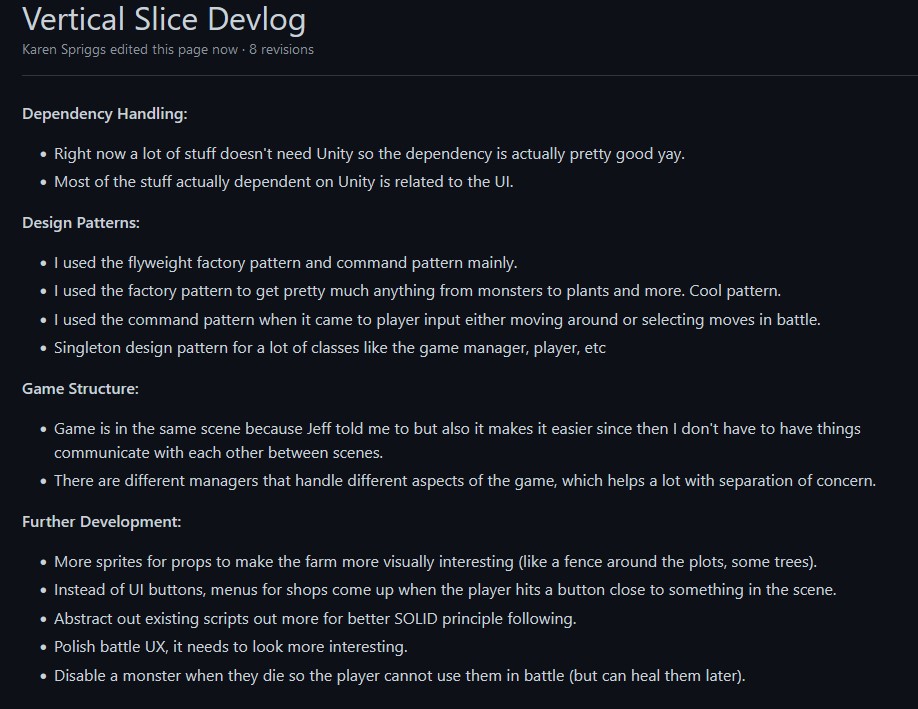 Vertical Slice Devlog
Karen Spriggs edited this page now · 8 revisions
Dependency Handling:
• Right now a lot of stuff doesn't need Unity so the dependency is actually pretty good yay.
• Most of the stuff actually dependent on Unity is related to the UI.
Design Patterns:
• I used the flyweight factory pattern and command pattern mainly.
• I used the factory pattern to get pretty much anything from monsters to plants and more. Cool pattern.
• I used the command pattern when it came to player input either moving around or selecting moves in battle.
• Singleton design pattern for a lot of classes like the game manager, player, etc
Game Structure:
• Game is in the same scene because Jeff told me to but also it makes it easier since then I don't have to have things
communicate with each other between scenes.
• There are different managers that handle different aspects of the game, which helps a lot with separation of concern.
Further Development:
• More sprites for props to make the farm more visually interesting (like a fence around the plots, some trees).
• Instead of UI buttons, menus for shops come up when the player hits a button close to something in the scene.
• Abstract out existing scripts out more for better SOLID principle following.
• Polish battle UX, it needs to look more interesting.
• Disable a monster when they die so the player cannot use them in battle (but can heal them later).